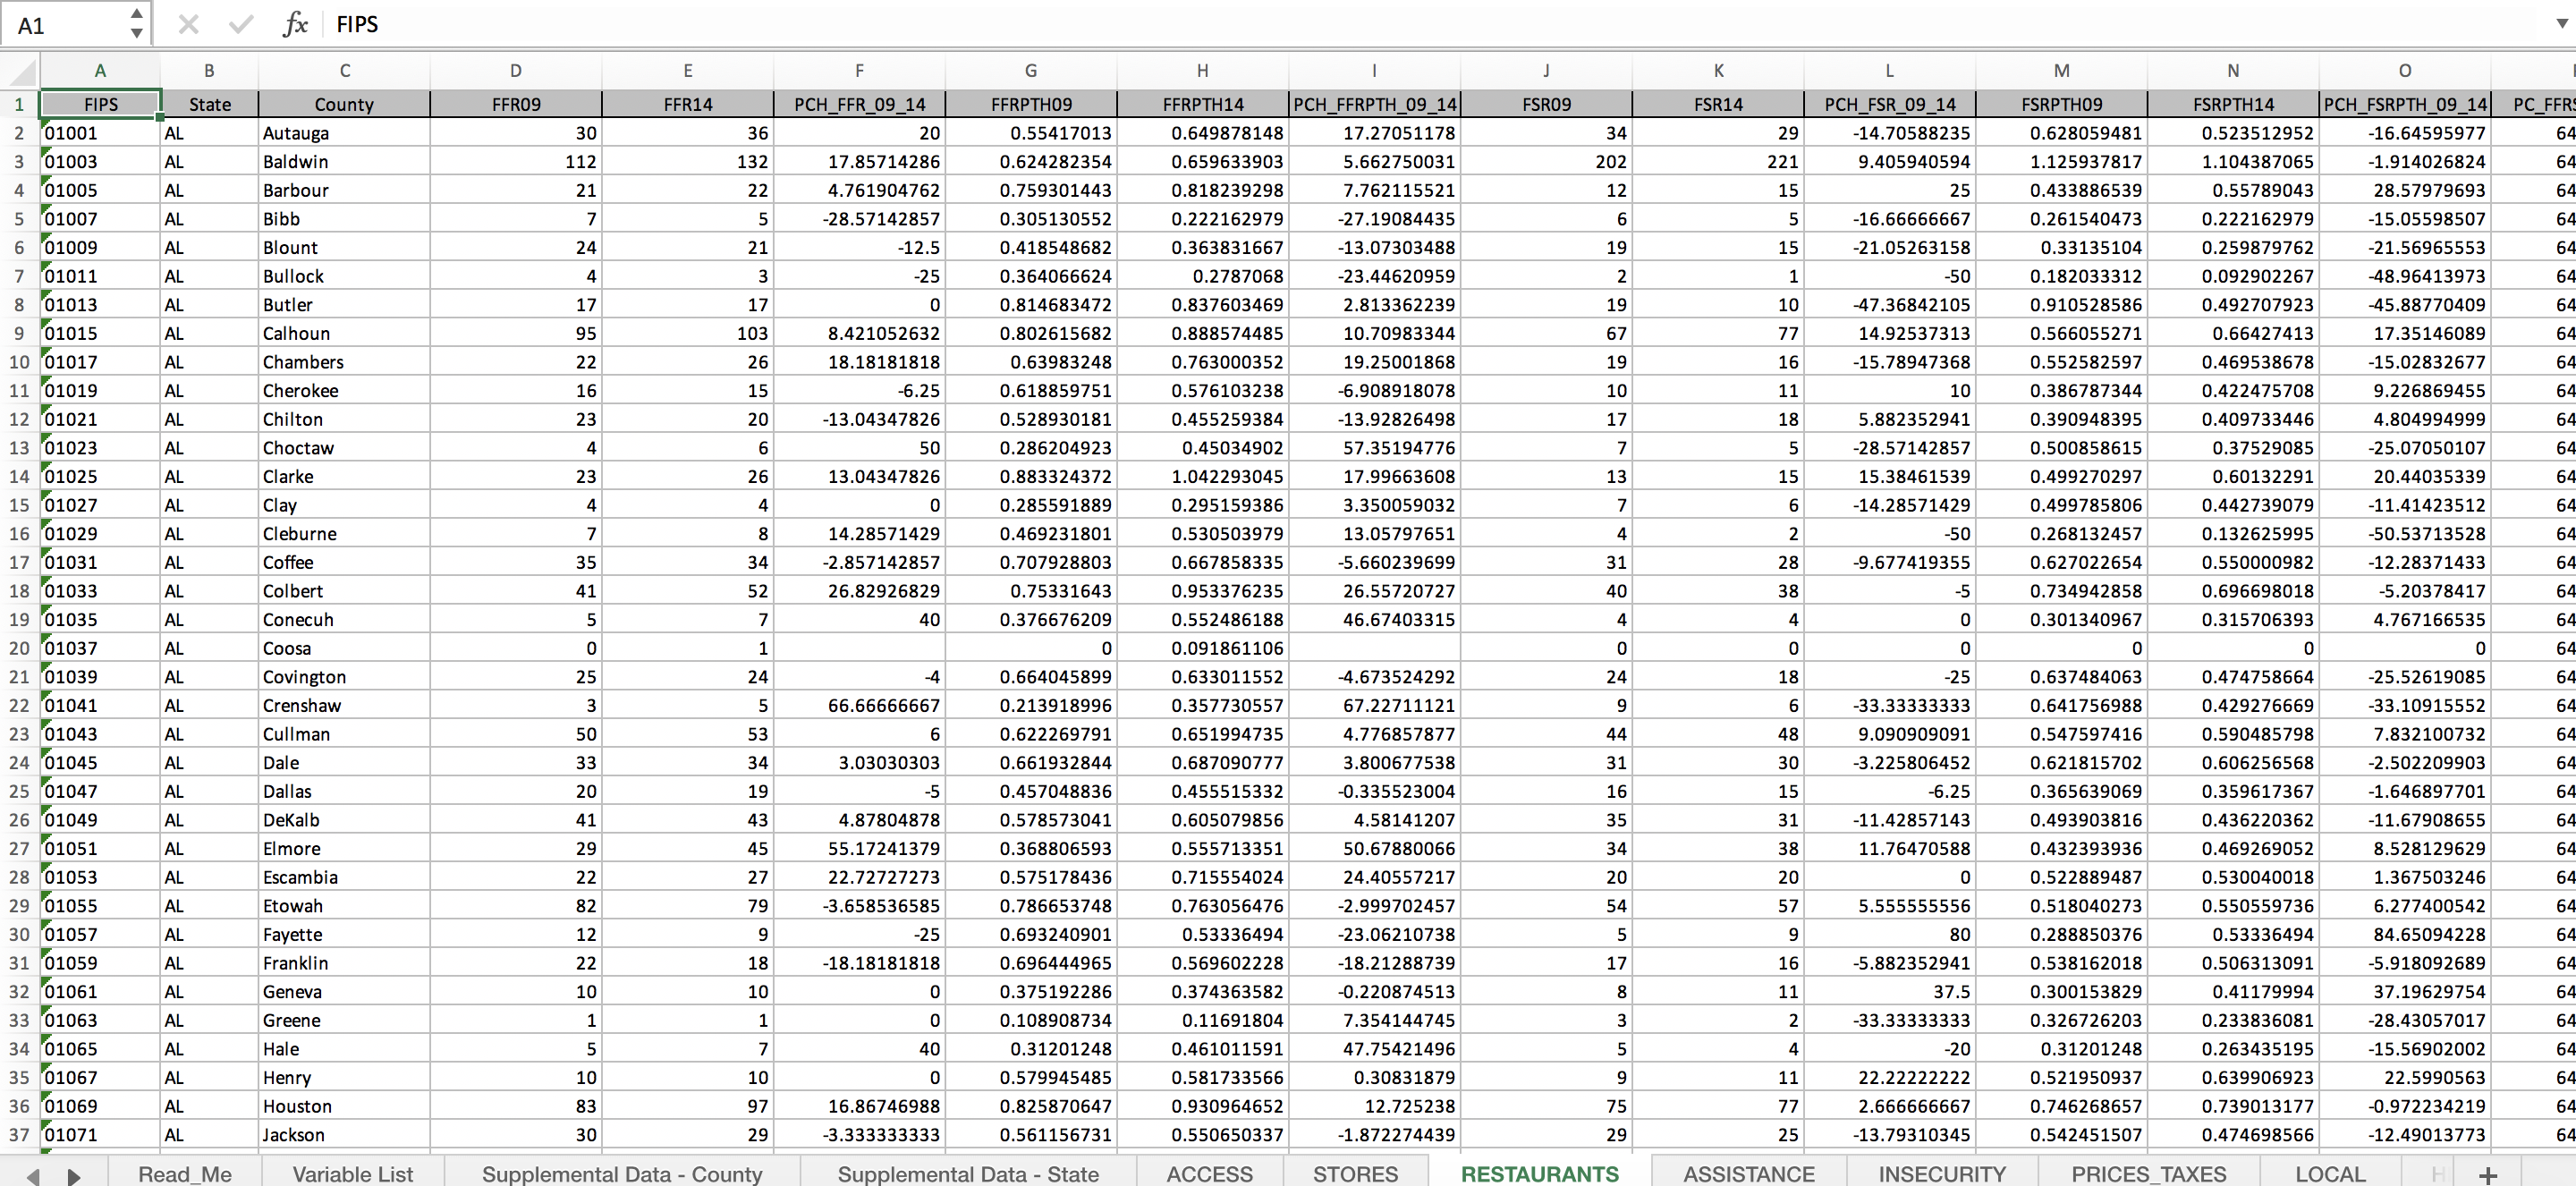 A1 fx FIPS
A B C D E F G H I J K L M N O
1 FIPS State County FFR09 FFR14 PCH_FFR_09_14 FFRPTH09 FFRPTH14 PCH_FFRPTH_09_14 FSR09 FSR14 PCH_FSR_09_14 FSRPTH09 FSRPTH14 PCH_FSRPTH_09_14 PC_FFRS
2 01001 AL Autauga 30 36 20 0.55417013 0.649878148 17.27051178 34 29 -14.70588235 0.628059481 0.523512952 -16.64595977 64
3 01003 AL Baldwin 112 132 17.85714286 0.624282354 0.659633903 5.662750031 202 221 9.405940594 1.125937817 1.104387065 -1.914026824 64
4 01005 AL Barbour 21 22 4.761904762 0.759301443 0.818239298 7.762115521 12 15 25 0.433886539 0.55789043 28.57979693 64
5 01007 AL Bibb 7 5 -28.57142857 0.305130552 0.222162979 -27.19084435 6 5 -16.66666667 0.261540473 0.222162979 -15.05598507 64
6 01009 AL Blount 24 21 -12.5 0.418548682 0.363831667 -13.07303488 19 15 -21.05263158 0.33135104 0.259879762 -21.56965553 64
7 01011 AL Bullock 4 3 -25 0.364066624 0.2787068 -23.44620959 2 1 -50 0.182033312 0.092902267 -48.96413973 64
8 01013 AL Butler 17 17 0 0.814683472 0.837603469 2.813362239 19 10 -47.36842105 0.910528586 0.492707923 -45.88770409 64
9 01015 AL Calhoun 95 103 8.421052632 0.802615682 0.888574485 10.70983344 67 77 14.92537313 0.566055271 0.66427413 17.35146089 64
10 01017 AL Chambers 22 26 18.18181818 0.63983248 0.763000352 19.25001868 19 16 -15.78947368 0.552582597 0.469538678 -15.02832677 64
11 01019 AL Cherokee 16 15 -6.25 0.618859751 0.576103238 -6.908918078 10 11 10 0.386787344 0.422475708 9.226869455 64
12 01021 AL Chilton 23 20 -13.04347826 0.528930181 0.455259384 -13.92826498 17 18 5.882352941 0.390948395 0.409733446 4.804994999 64
13 01023 AL Choctaw 4 6 50 0.286204923 0.45034902 57.35194776 7 5 -28.57142857 0.500858615 0.37529085 -25.07050107 64
14 01025 AL Clarke 23 26 13.04347826 0.883324372 1.042293045 17.99663608 13 15 15.38461539 0.499270297 0.60132291 20.44035339 64
15 01027 AL Clay 4 4 0 0.285591889 0.295159386 3.350059032 7 6 -14.28571429 0.499785806 0.442739079 -11.41423512 64
16 01029 AL Cleburne 7 8 14.28571429 0.469231801 0.530503979 13.05797651 4 2 -50 0.268132457 0.132625995 -50.53713528 64
17 01031 AL Coffee 35 34 -2.857142857 0.707928803 0.667858335 -5.660239699 31 28 -9.677419355 0.627022654 0.550000982 -12.28371433 64
18 01033 AL Colbert 41 52 26.82926829 0.75331643 0.953376235 26.55720727 40 38 -5 0.734942858 0.696698018 -5.20378417 64
19 01035 AL Conecuh 5 7 40 0.376676209 0.552486188 46.67403315 4 4 0 0.301340967 0.315706393 4.767166535 64
20 01037 AL Coosa 0 1 0 0.091861106 0 0 0 0 0 0 64
21 01039 AL Covington 25 24 -4 0.664045899 0.633011552 -4.673524292 24 18 -25 0.637484063 0.474758664 -25.52619085 64
22 01041 AL Crenshaw 3 5 66.66666667 0.213918996 0.357730557 67.22711121 9 6 -33.33333333 0.641756988 0.429276669 -33.10915552 64
23 01043 AL Cullman 50 53 6 0.622269791 0.651994735 4.776857877 44 48 9.090909091 0.547597416 0.590485798 7.832100732 64
24 01045 AL Dale 33 34 3.03030303 0.661932844 0.687090777 3.800677538 31 30 -3.225806452 0.621815702 0.606256568 -2.502209903 64
25 01047 AL Dallas 20 19 -5 0.457048836 0.455515332 -0.335523004 16 15 -6.25 0.365639069 0.359617367 -1.646897701 64
26 01049 AL DeKalb 41 43 4.87804878 0.578573041 0.605079856 4.58141207 35 31 -11.42857143 0.493903816 0.436220362 -11.67908655 64
27 01051 AL Elmore 29 45 55.17241379 0.368806593 0.555713351 50.67880066 34 38 11.76470588 0.432393936 0.469269052 8.528129629 64
28 01053 AL Escambia 22 27 22.72727273 0.575178436 0.715554024 24.40557217 20 20 0 0.522889487 0.530040018 1.367503246 64
29 01055 AL Etowah 82 79 -3.658536585 0.786653748 0.763056476 -2.999702457 54 57 5.555555556 0.518040273 0.550559736 6.277400542 64
30 01057 AL Fayette 12 9 -25 0.693240901 0.53336494 -23.06210738 5 9 80 0.288850376 0.53336494 84.65094228 64
31 01059 AL Franklin 22 18 -18.18181818 0.696444965 0.569602228 -18.21288739 17 16 -5.882352941 0.538162018 0.506313091 -5.918092689 64
32 01061 AL Geneva 10 10 0 0.375192286 0.374363582 -0.220874513 8 11 37.5 0.300153829 0.41179994 37.19629754 64
33 01063 AL Greene 1 1 0 0.108908734 0.11691804 7.354144745 3 2 -33.33333333 0.326726203 0.233836081 -28.43057017 64
34 01065 AL Hale 5 7 40 0.31201248 0.461011591 47.75421496 5 4 -20 0.31201248 0.263435195 -15.56902002 64
35 01067 AL Henry 10 10 0 0.579945485 0.581733566 0.30831879 9 11 22.22222222 0.521950937 0.639906923 22.5990563 64
36 01069 AL Houston 83 97 16.86746988 0.825870647 0.930964652 12.725238 75 77 2.666666667 0.746268657 0.739013177 -0.972234219 64
37 01071 AL Jackson 30 29 -3.333333333 0.561156731 0.550650337 -1.872274439 29 25 -13.79310345 0.542451507 0.474698566 -12.49013773 64
Read_Me Variable List Supplemental Data - County Supplemental Data - State ACCESS STORES RESTAURANTS ASSISTANCE INSECURITY PRICES_TAXES LOCAL H +